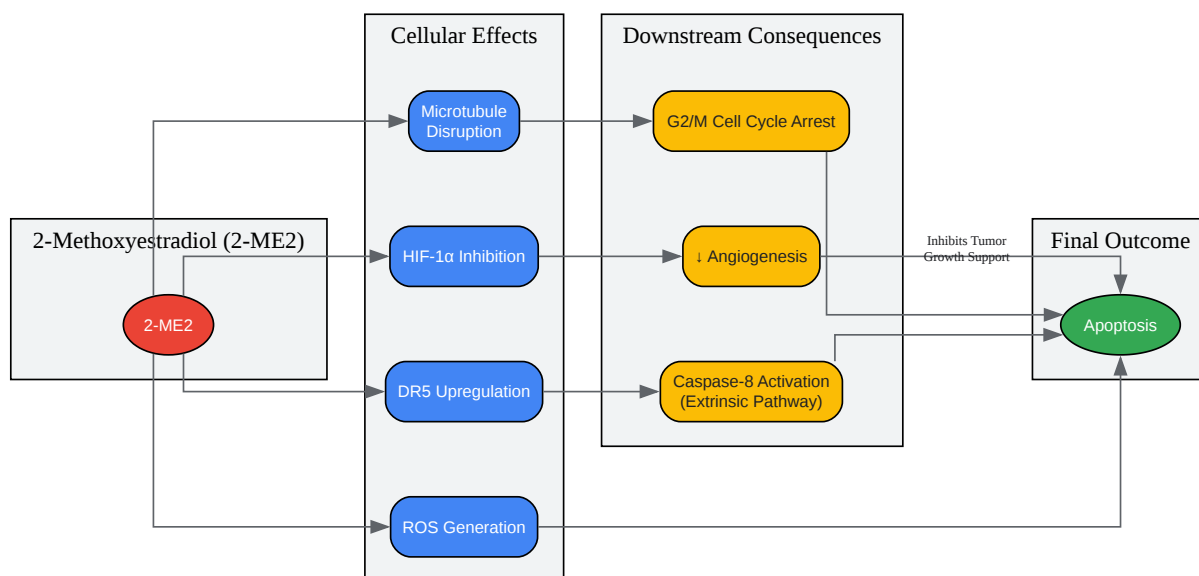 Cellular Effects
Downstream Consequences
Microtubule
Disruption
G2/M Cell Cycle Arrest
2-Methoxyestradiol (2-ME2)
HIF-1α Inhibition
↓ Angiogenesis
Inhibits Tumor
Growth Support
Final Outcome
2-ME2
Apoptosis
DR5 Upregulation
Caspase-8 Activation
(Extrinsic Pathway)
ROS Generation